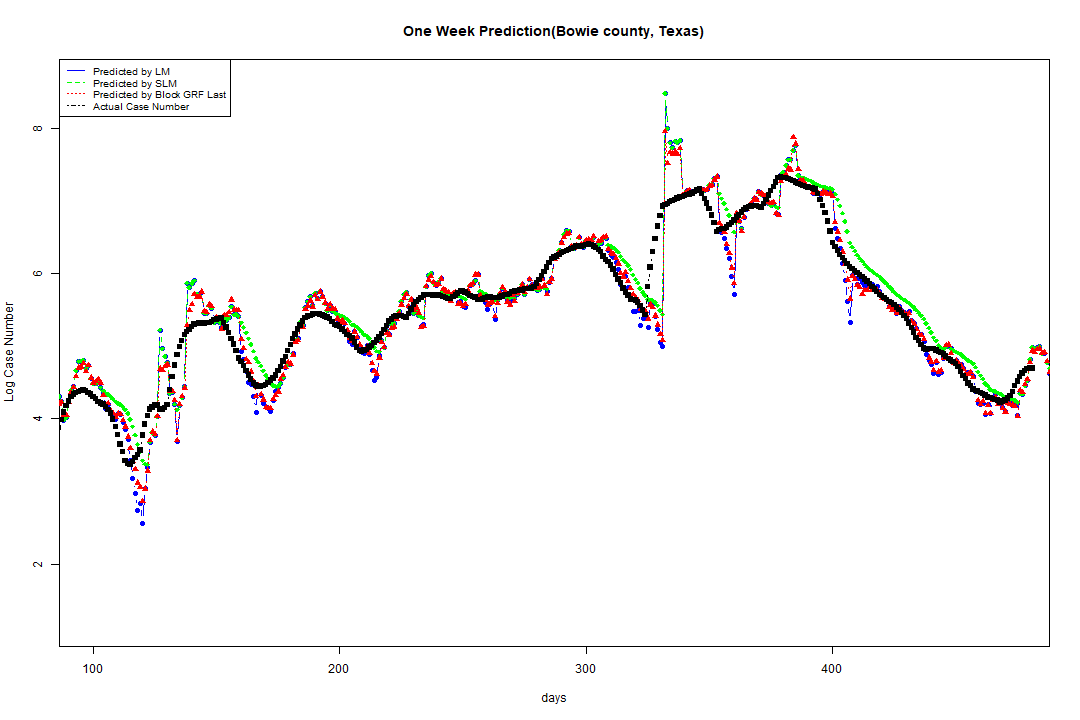 One Week Prediction(Bowie county, Texas)
Predicted by LM
Predicted by SLM
Predicted by Block GRF Last
Actual Case Number
Log Case Number
8
6
4
2
100 200 300 400
days